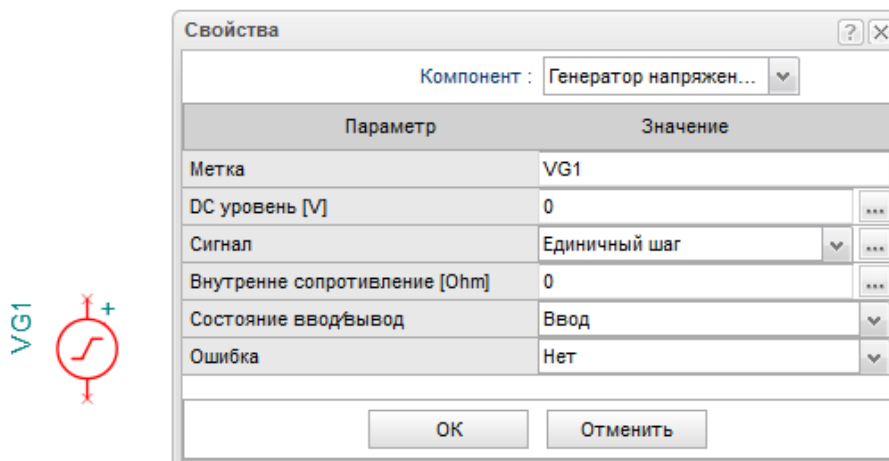 Свойства
Компонент : Генератор напряжен...
Параметр Значение
Метка VG1
DC уровень [V] 0 ...
Сигнал Единичный шаг ...
Внутренне сопротивление [Ohm] 0 ...
Состояние ввод/вывод Ввод
Ошибка Нет
ОК Отменить
VG1 +